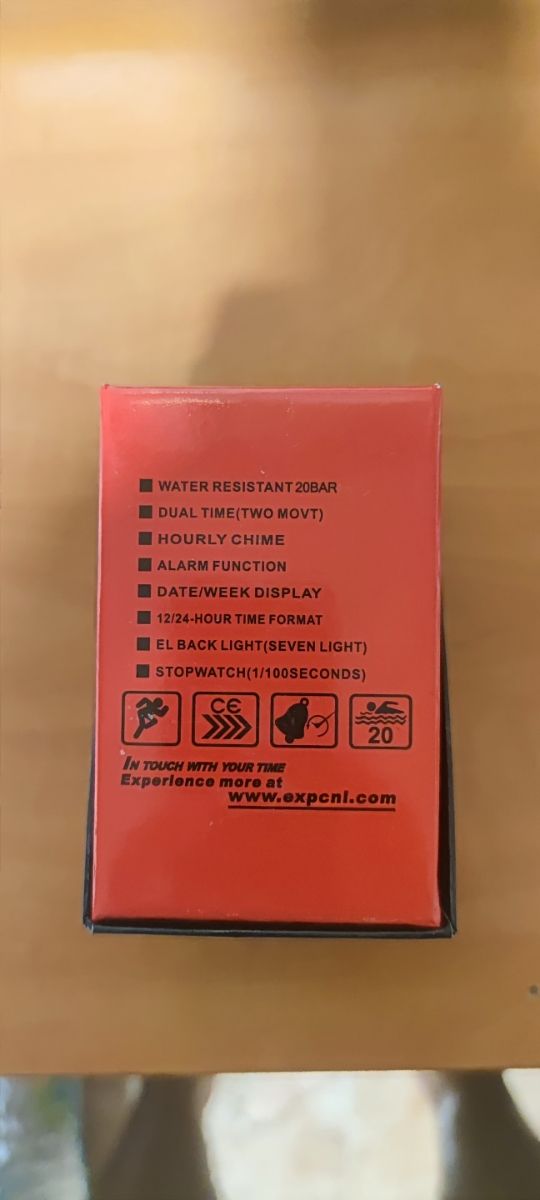 WATER RESISTANT 20BAR
DUAL TIME(TWO MOVT)
HOURLY CHIME
ALARM FUNCTION
DATE/WEEK DISPLAY
12/24-HOUR TIME FORMAT
EL BACK LIGHT(SEVEN LIGHT)
STOPWATCH(1/100SECONDS)
CE
20
IN TOUCH WITH YOUR TIME
Experience more at
www.expcnl.com